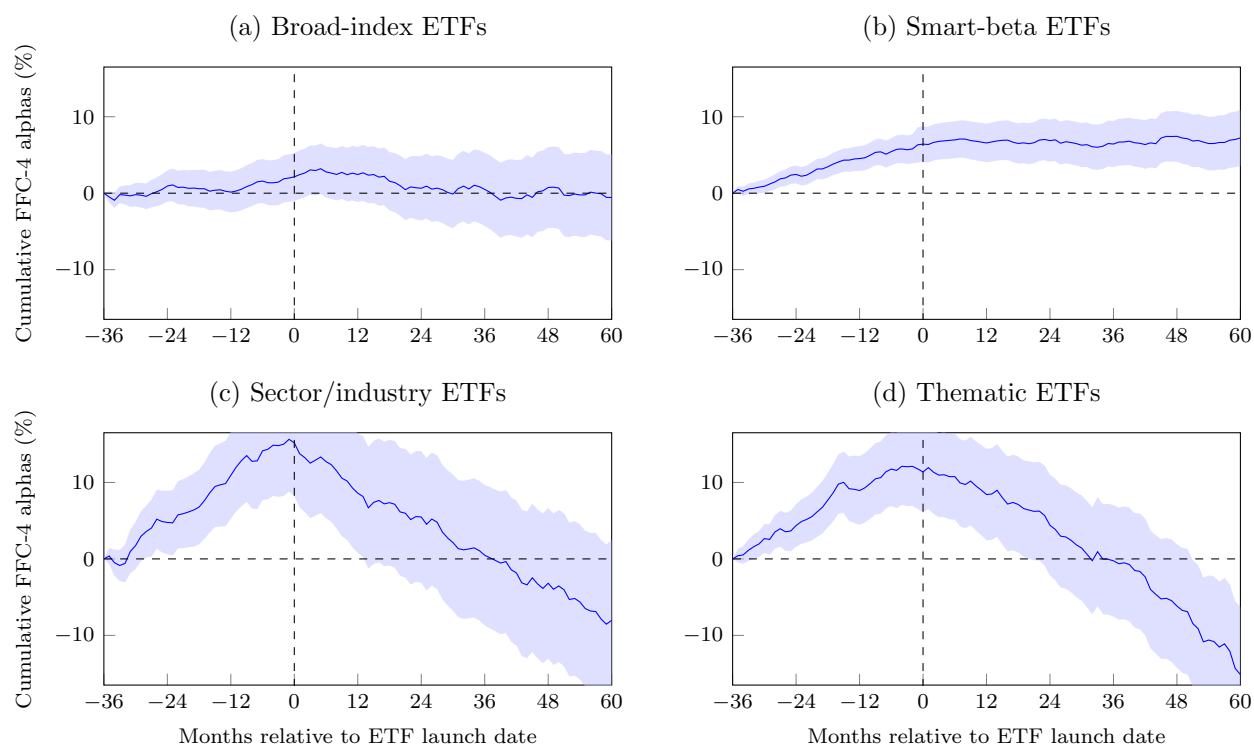 (a) Broad-index ETFs
(b) Smart-beta ETFs
Cumulative FFC-4 alphas (%)
10
0
−10
−36 −24 −12 0 12 24 36 48 60
10
0
−10
−36 −24 −12 0 12 24 36 48 60
(c) Sector/industry ETFs
(d) Thematic ETFs
Cumulative FFC-4 alphas (%)
10
0
−10
−36 −24 −12 0 12 24 36 48 60
Months relative to ETF launch date
10
0
−10
−36 −24 −12 0 12 24 36 48 60
Months relative to ETF launch date